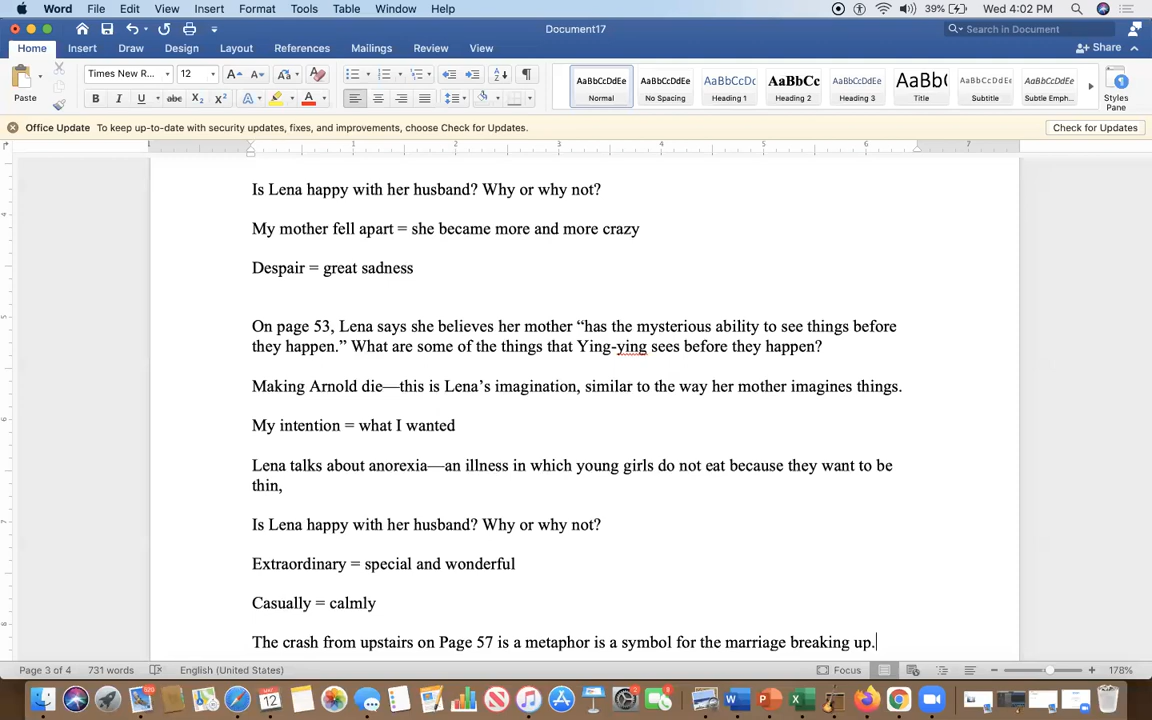 Word File Edit View Insert Format Tools Table Window Help 39% Wed 4:02 PM
Document17 Search in Document
Home Insert Draw Design Layout References Mailings Review View Share
Paste Times New R... 12 AaBbCcDdEe AaBbCcDdEe AaBbCcDc AaBbCc AaBbCcDdE AaBb( AaBbCcDdEe AaBbCcDdEe
Normal No Spacing Heading 1 Heading 2 Heading 3 Title Subtitle Subtle Emph... Styles Pane
Office Update To keep up-to-date with security updates, fixes, and improvements, choose Check for Updates. Check for Updates
Is Lena happy with her husband? Why or why not?
My mother fell apart = she became more and more crazy
Despair = great sadness
On page 53, Lena says she believes her mother “has the mysterious ability to see things before
they happen.” What are some of the things that Ying-ying sees before they happen?
Making Arnold die—this is Lena’s imagination, similar to the way her mother imagines things.
My intention = what I wanted
Lena talks about anorexia—an illness in which young girls do not eat because they want to be
thin,
Is Lena happy with her husband? Why or why not?
Extraordinary = special and wonderful
Casually = calmly
The crash from upstairs on Page 57 is a metaphor is a symbol for the marriage breaking up.
Page 3 of 4 731 words English (United States) Focus 178%